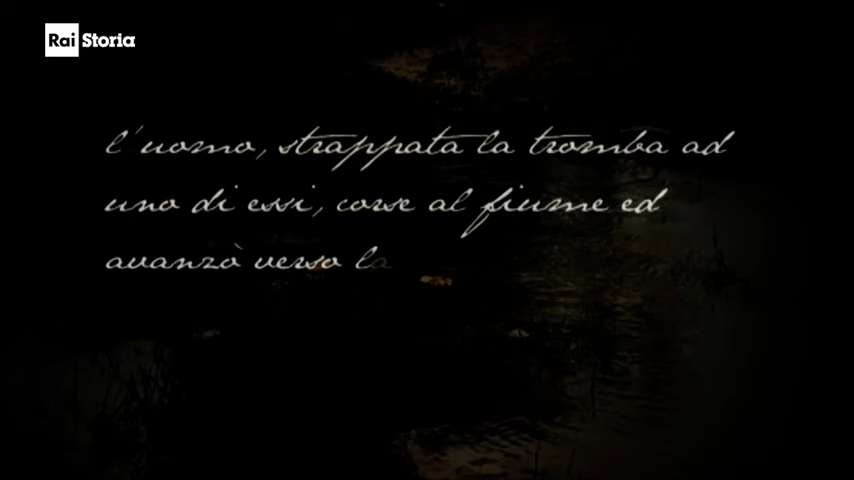 Rai Storia
l'uomo, strappata la tromba ad
uno di essi, corse al fiume ed
avanzò verso la